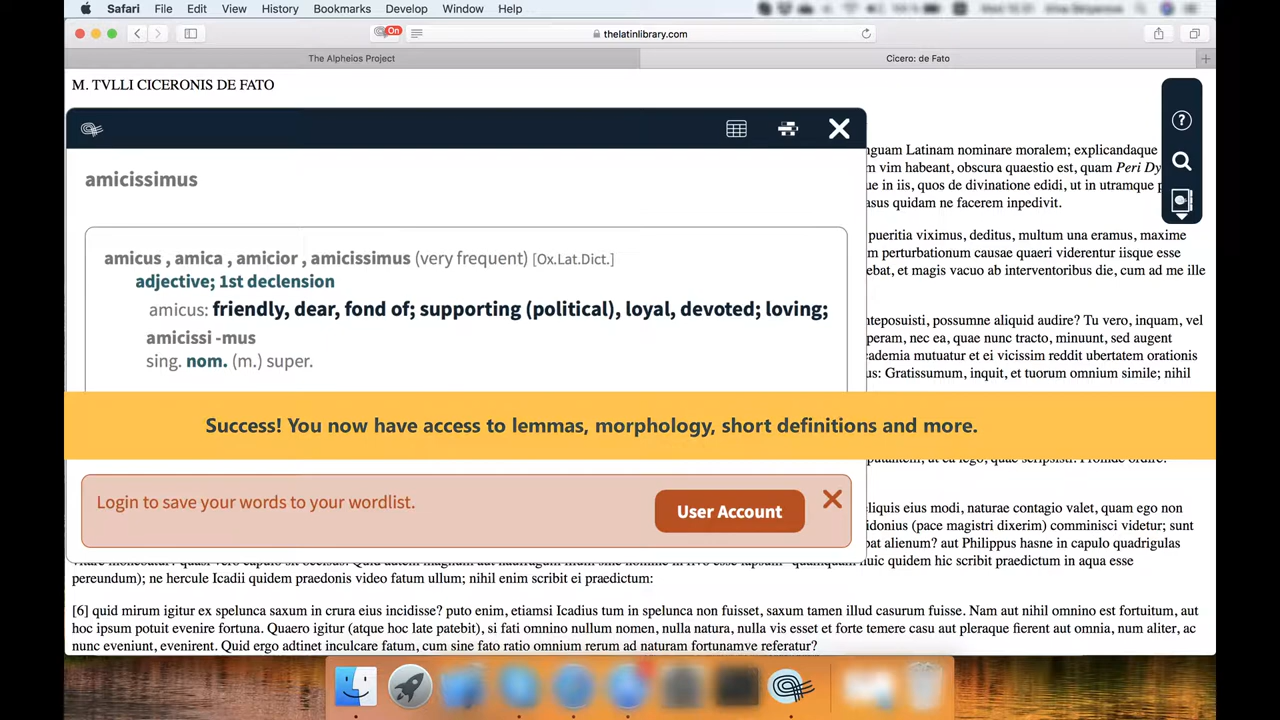 Safari File Edit View History Bookmarks Develop Window Help
On
thelatinlibrary.com
The Alpheios Project
Cicero: de Fato
M. TVLLI CICERONIS DE FATO
amicissimus
amicus , amica , amicior , amicissimus (very frequent) [Ox.Lat.Dict.]
adjective; 1st declension
amicus: friendly, dear, fond of; supporting (political), loyal, devoted; loving;
amicissi -mus
sing. nom. (m.) super.
Success! You now have access to lemmas, morphology, short definitions and more.
Login to save your words to your wordlist.
User Account
nguam Latinam nominare moralem; explicandaque
m vim habeant, obscura quaestio est, quam Peri Dy
ue in iis, quos de divinatione edidi, ut in utramque p
asus quidam ne facerem inpedivit.
pueritia viximus, deditus, multum una eramus, maxime
m perturbationum causae quaeri viderentur iisque esse
ebat, et magis vacuo ab interventoribus die, cum ad me ille
nteposuisti, possumne aliquid audire? Tu vero, inquam, vel
peram, nec ea, quae nunc tracto, minuunt, sed augent
cademia mutuatur et ei vicissim reddit ubertatem orationis
us: Gratissumum, inquit, et tuorum omnium simile; nihil
eliquis eius modi, naturae contagio valet, quam ego non
idonius (pace magistri dixerim) comminisci videtur; sunt
bat alienum? aut Philippus hasne in capulo quadrigulas
quamquam ne hic quidem hic scribit praedictum in aqua esse
pereundum); ne hercule Icadii quidem praedonis video fatum ullum; nihil enim scribit ei praedictum:
[6] quid mirum igitur ex spelunca saxum in crura eius incidisse? puto enim, etiamsi Icadius tum in spelunca non fuisset, saxum tamen illud casurum fuisse. Nam aut nihil omnino est fortuitum, aut
hoc ipsum potuit evenire fortuna. Quaero igitur (atque hoc late patebit), si fati omnino nullum nomen, nulla natura, nulla vis esset et forte temere casu aut pleraque fierent aut omnia, num aliter, ac
nunc eveniunt, evenirent. Quid ergo adtinet inculcare fatum, cum sine fato ratio omnium rerum ad naturam fortunamve referatur?